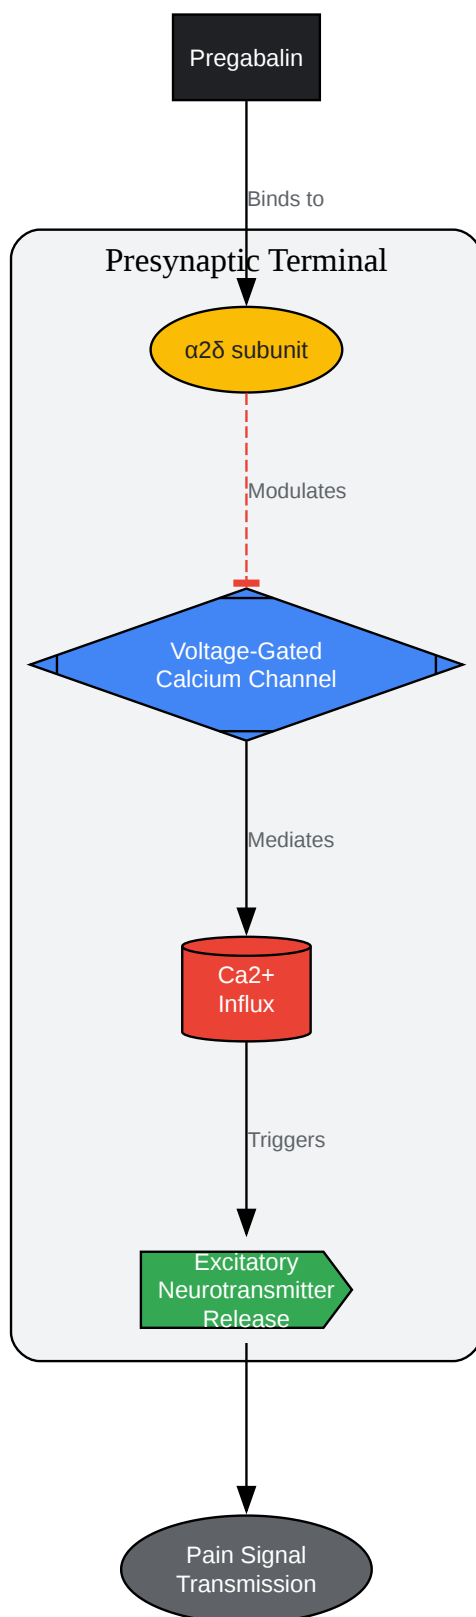 Pregabalin
Binds to
Presynaptic Terminal
α2δ subunit
Modulates
Voltage-Gated
Calcium Channel
Mediates
Ca2+
Influx
Triggers
Excitatory
Neurotransmitter
Release
Pain Signal
Transmission